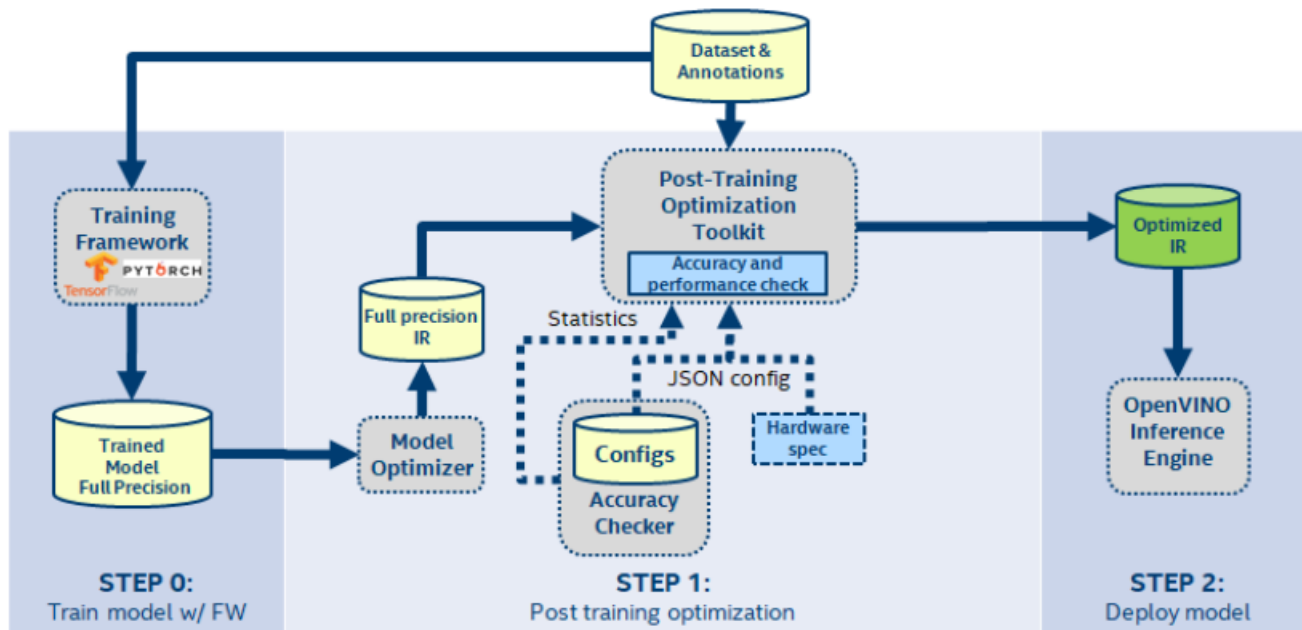 Dataset &
Annotations
Training
Framework
PYTORCH
TensorFlow
Trained
Model
Full Precision
Full precision
IR
Model
Optimizer
Post-Training
Optimization
Toolkit
Accuracy and
performance check
Statistics
JSON config
Configs
Accuracy
Checker
Hardware
spec
Optimized
IR
OpenVINO
Inference
Engine
STEP 0:
Train model w/ FW
STEP 1:
Post training optimization
STEP 2:
Deploy model